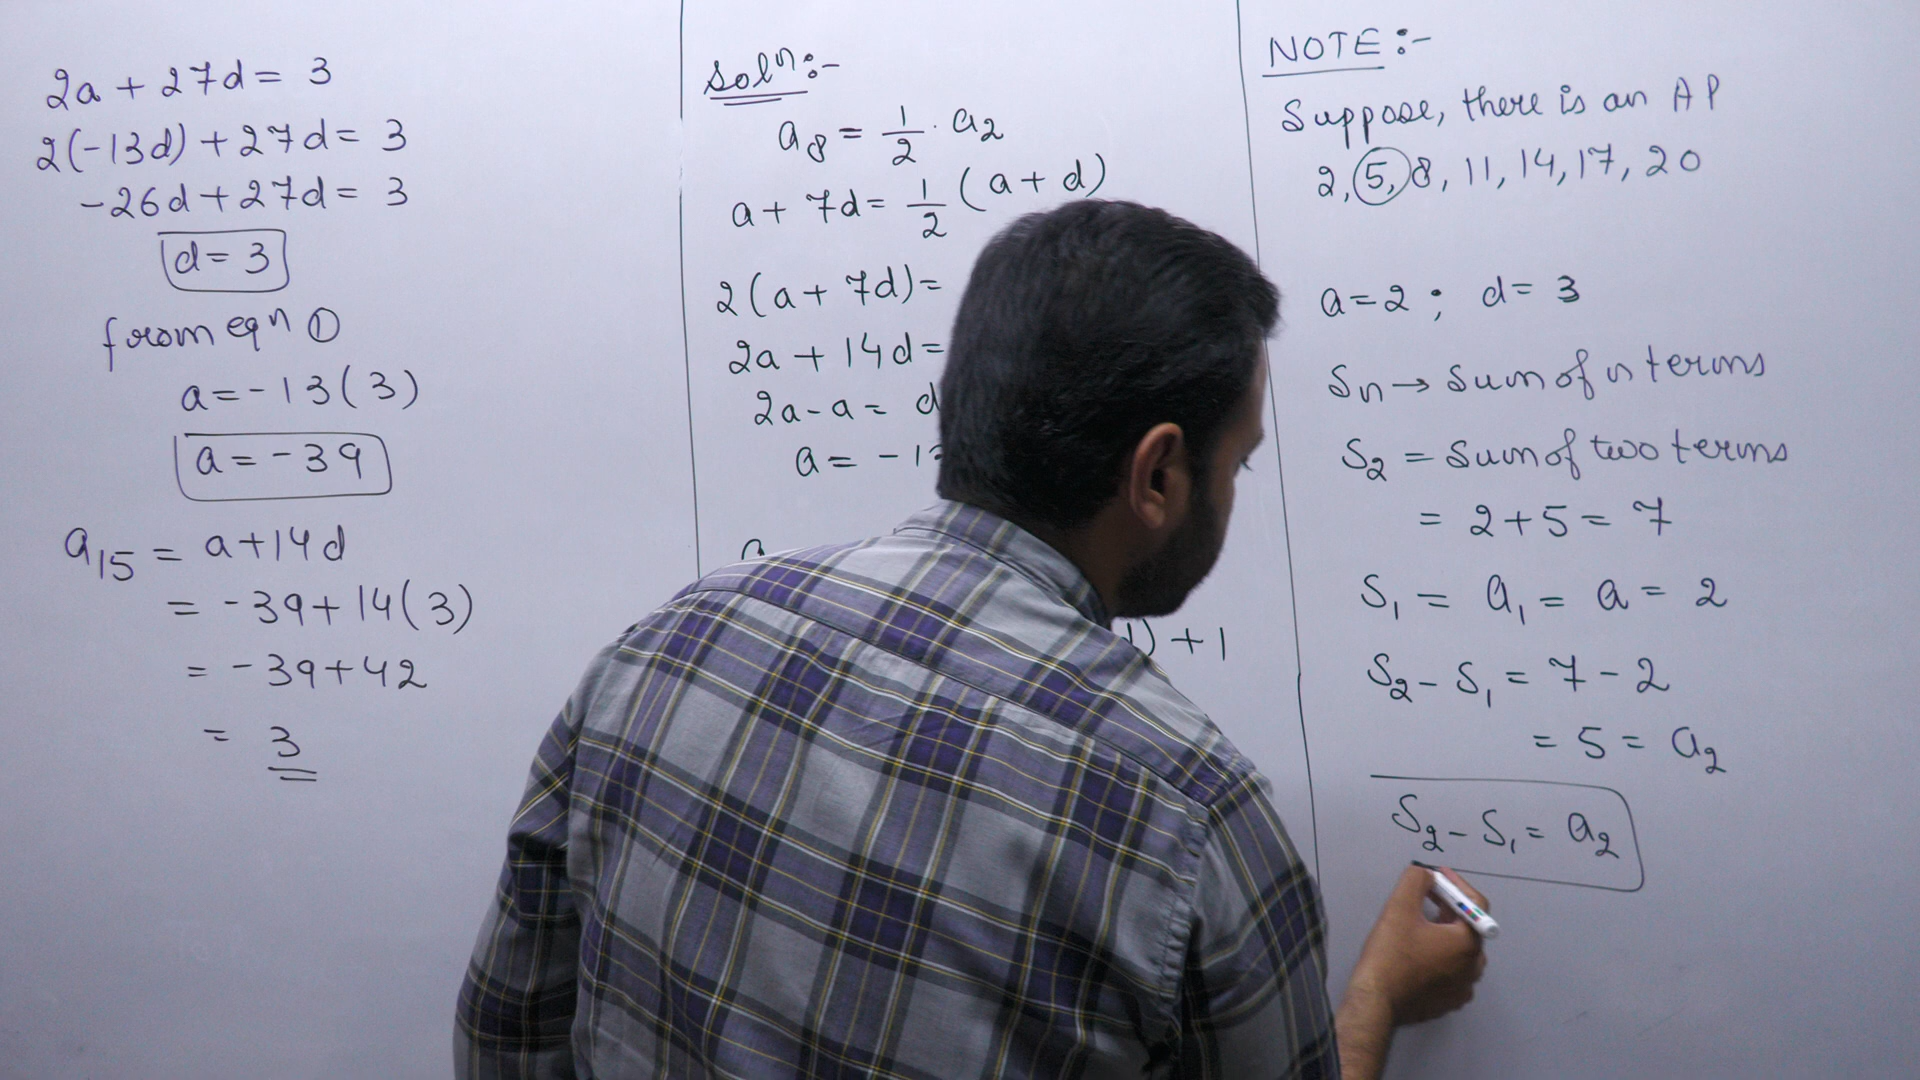 2a + 27d = 3
2(-13d) + 27d = 3
-26d + 27d = 3
d = 3
from eqn ①
a = -13(3)
a = -39
a15 = a + 14d
= -39 + 14(3)
= -39 + 42
= 3
Soln :-
a8 = 1/2 . a2
a + 7d = 1/2 (a + d)
2(a + 7d) =
2a + 14d =
2a - a = d
a = -1
d) + 1
NOTE :-
Suppose, there is an AP
2, 5, 8, 11, 14, 17, 20
a = 2 ; d = 3
Sn → Sum of n terms
S2 = Sum of two terms
= 2 + 5 = 7
S1 = a1 = a = 2
S2 - S1 = 7 - 2
= 5 = a2
S2 - S1 = a2